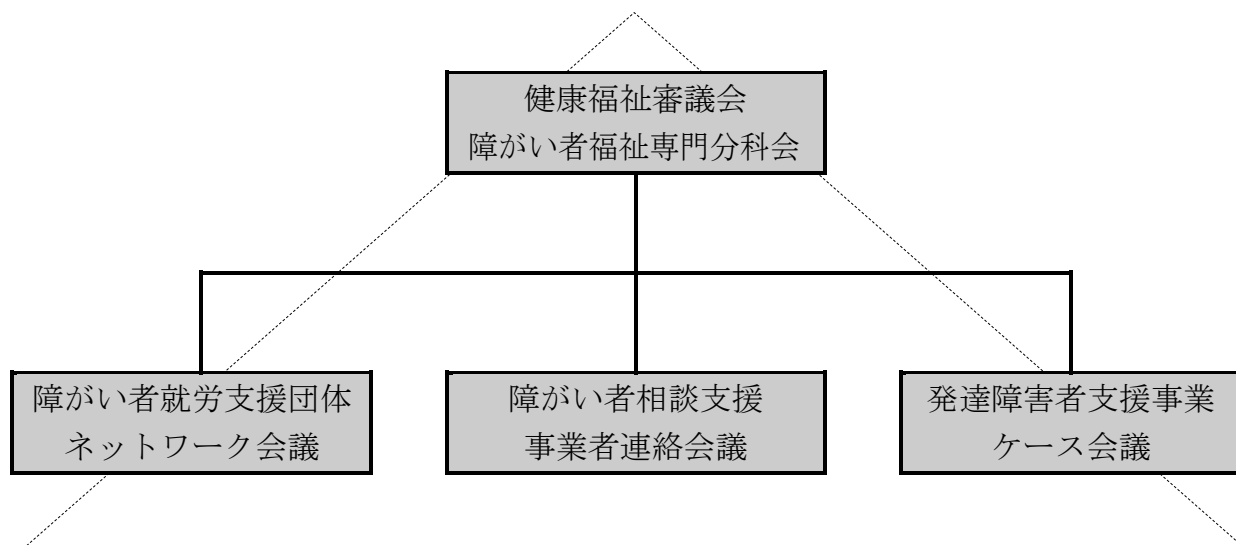 健康福祉審議会
障がい者福祉専門分科会
障がい者就労支援団体
ネットワーク会議
障がい者相談支援
事業者連絡会議
発達障害者支援事業
ケース会議